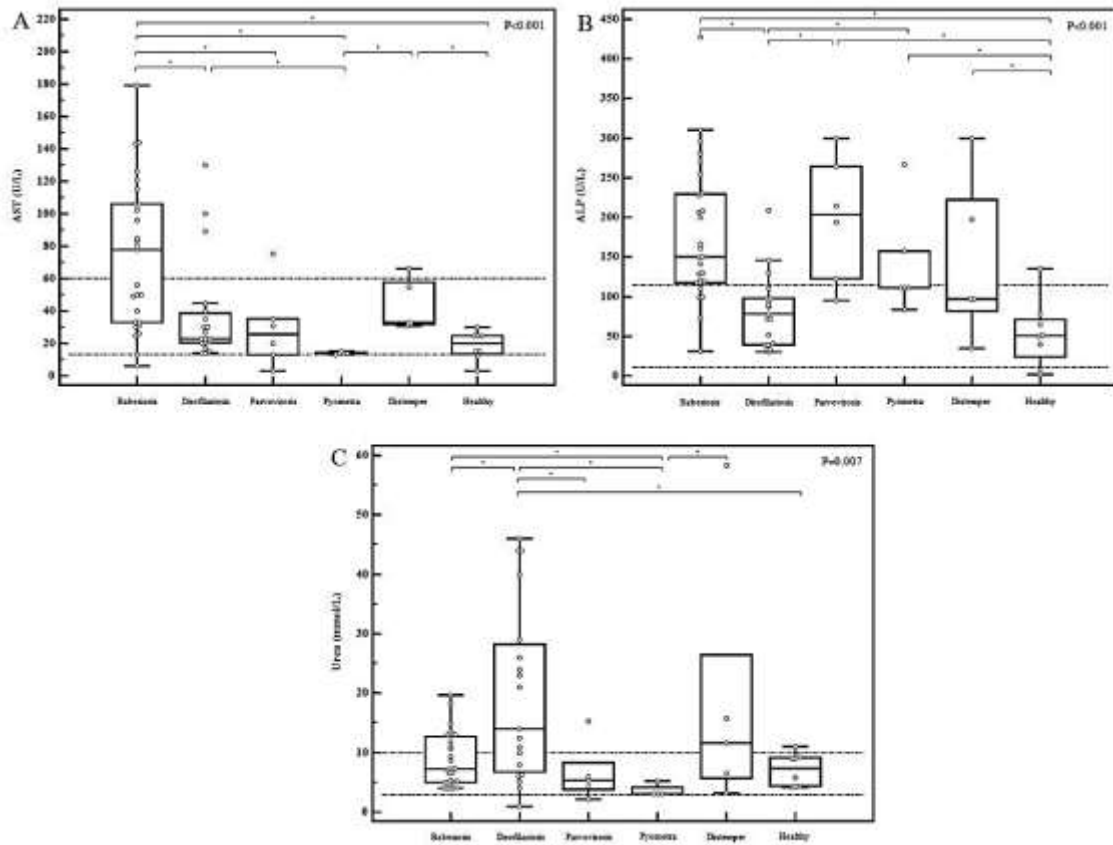 A
P<0.001
220
200
180
160
140
120
100
80
60
40
20
0
AST (U/L)
Babesiosis Dirofilariosis Parvovirosis Pyometra Distemper Healthy
B
P<0.001
450
400
350
300
250
200
150
100
50
0
ALP (U/L)
Babesiosis Dirofilariosis Parvovirosis Pyometra Distemper Healthy
C
P=0.007
60
50
40
30
20
10
0
Urea (mmol/L)
Babesiosis Dirofilariosis Parvovirosis Pyometra Distemper Healthy